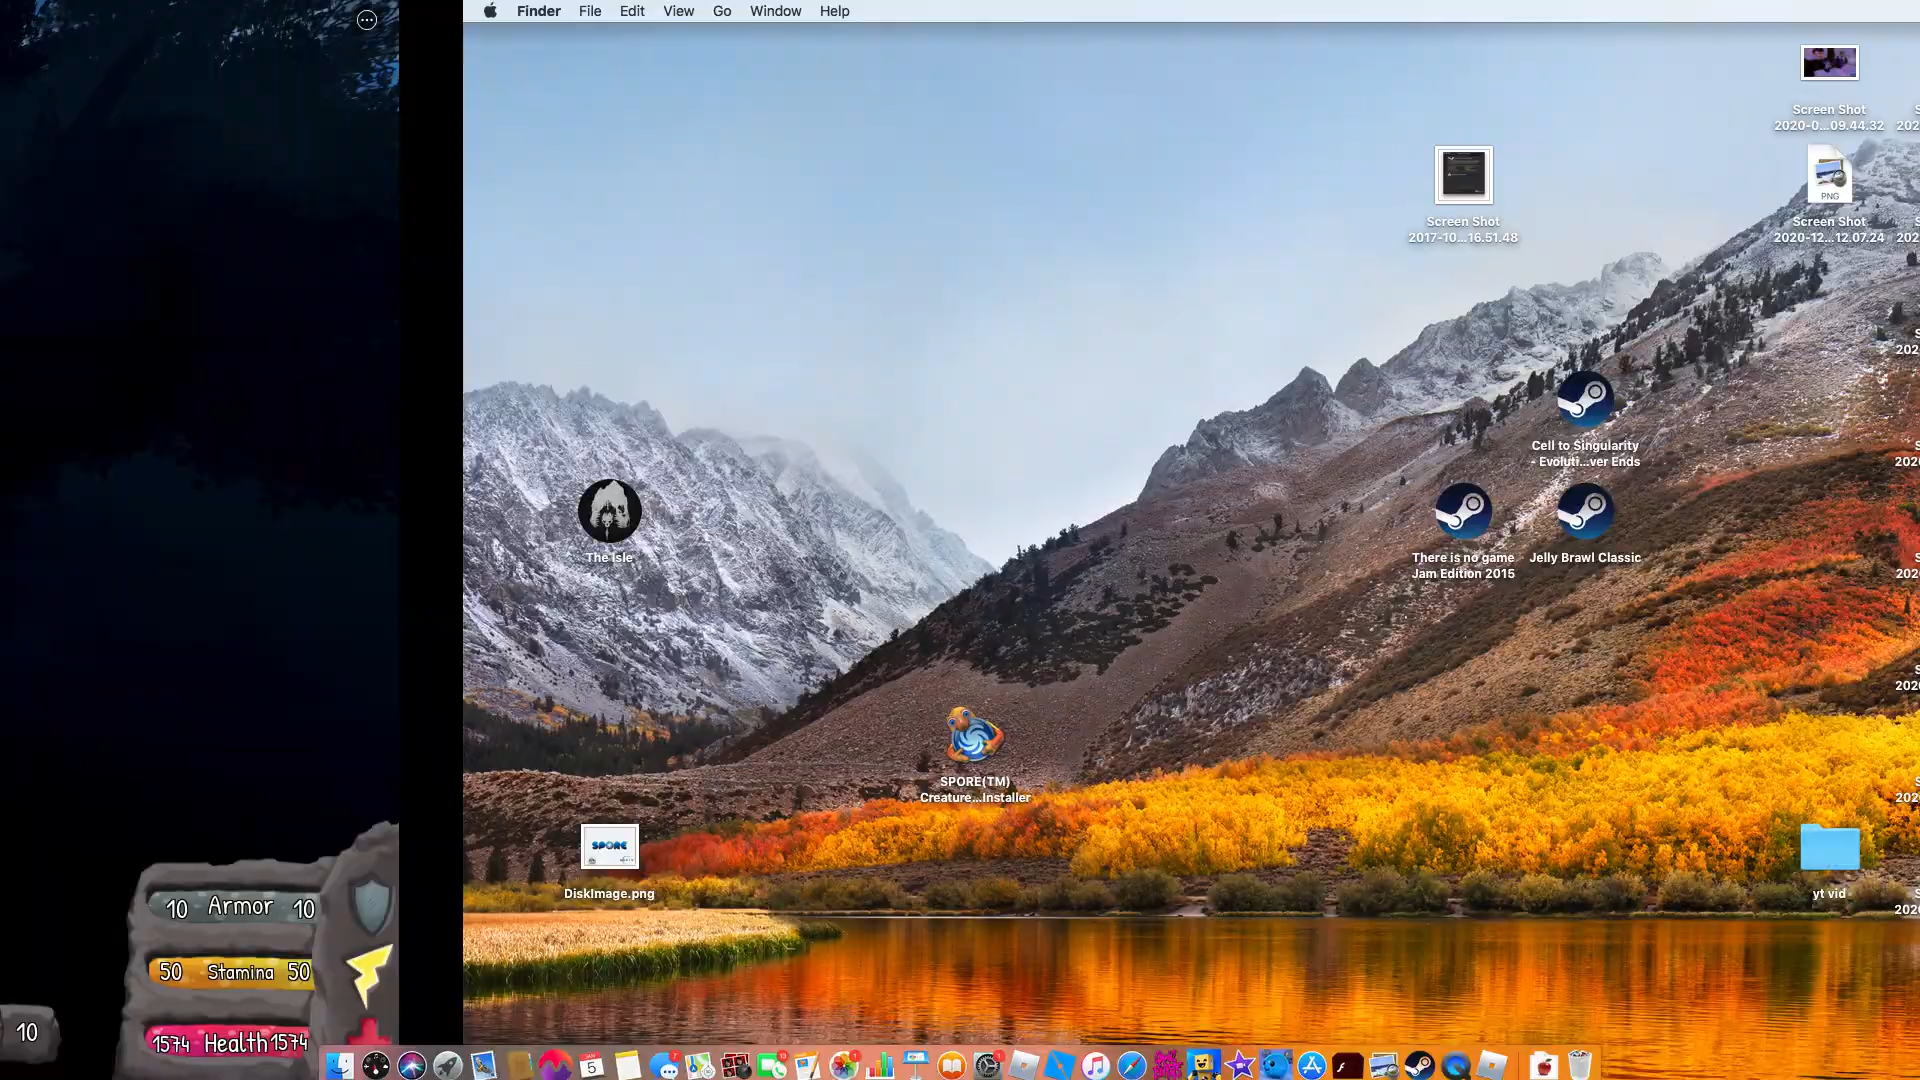 Finder File Edit View Go Window Help
Screen Shot
2020-0...09.44.32
Screen Shot
2017-10...16.51.48
PNG
Screen Shot
2020-12...12.07.24
Cell to Singularity
- Evoluti...ver Ends
The Isle
There is no game
Jam Edition 2015
Jelly Brawl Classic
SPORE(TM)
Creature...Installer
SPORE
DiskImage.png
yt vid
10 Armor 10
50 Stamina 50
1574 Health 1574
10
JAN
5